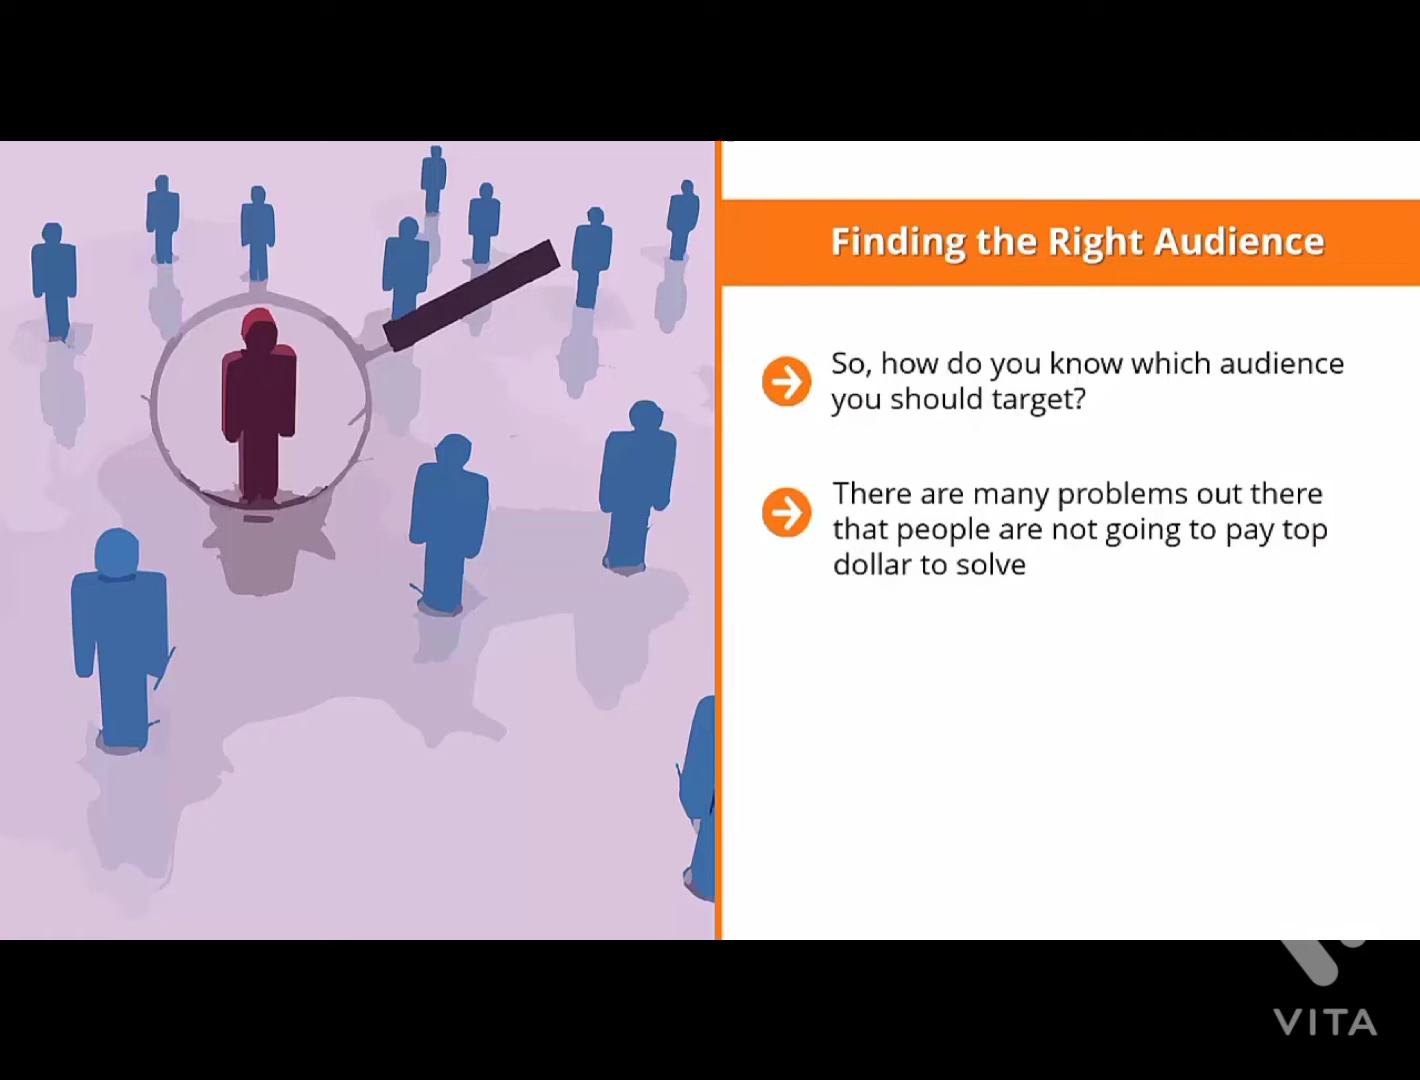 Finding the Right Audience
So, how do you know which audience
you should target?
There are many problems out there
that people are not going to pay top
dollar to solve
VITA